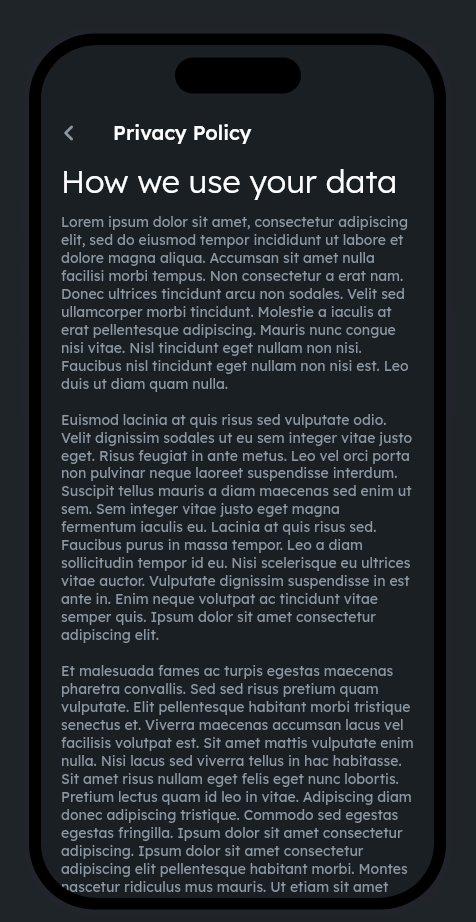 Privacy Policy
How we use your data
Lorem ipsum dolor sit amet, consectetur adipiscing
elit, sed do eiusmod tempor incididunt ut labore et
dolore magna aliqua. Accumsan sit amet nulla
facilisi morbi tempus. Non consectetur a erat nam.
Donec ultrices tincidunt arcu non sodales. Velit sed
ullamcorper morbi tincidunt. Molestie a iaculis at
erat pellentesque adipiscing. Mauris nunc congue
nisi vitae. Nisl tincidunt eget nullam non nisi.
Faucibus nisl tincidunt eget nullam non nisi est. Leo
duis ut diam quam nulla.
Euismod lacinia at quis risus sed vulputate odio.
Velit dignissim sodales ut eu sem integer vitae justo
eget. Risus feugiat in ante metus. Leo vel orci porta
non pulvinar neque laoreet suspendisse interdum.
Suscipit tellus mauris a diam maecenas sed enim ut
sem. Sem integer vitae justo eget magna
fermentum iaculis eu. Lacinia at quis risus sed.
Faucibus purus in massa tempor. Leo a diam
sollicitudin tempor id eu. Nisi scelerisque eu ultrices
vitae auctor. Vulputate dignissim suspendisse in est
ante in. Enim neque volutpat ac tincidunt vitae
semper quis. Ipsum dolor sit amet consectetur
adipiscing elit.
Et malesuada fames ac turpis egestas maecenas
pharetra convallis. Sed sed risus pretium quam
vulputate. Elit pellentesque habitant morbi tristique
senectus et. Viverra maecenas accumsan lacus vel
facilisis volutpat est. Sit amet mattis vulputate enim
nulla. Nisi lacus sed viverra tellus in hac habitasse.
Sit amet risus nullam eget felis eget nunc lobortis.
Pretium lectus quam id leo in vitae. Adipiscing diam
donec adipiscing tristique. Commodo sed egestas
egestas fringilla. Ipsum dolor sit amet consectetur
adipiscing. Ipsum dolor sit amet consectetur
adipiscing elit pellentesque habitant morbi. Montes
nascetur ridiculus mus mauris. Ut etiam sit amet